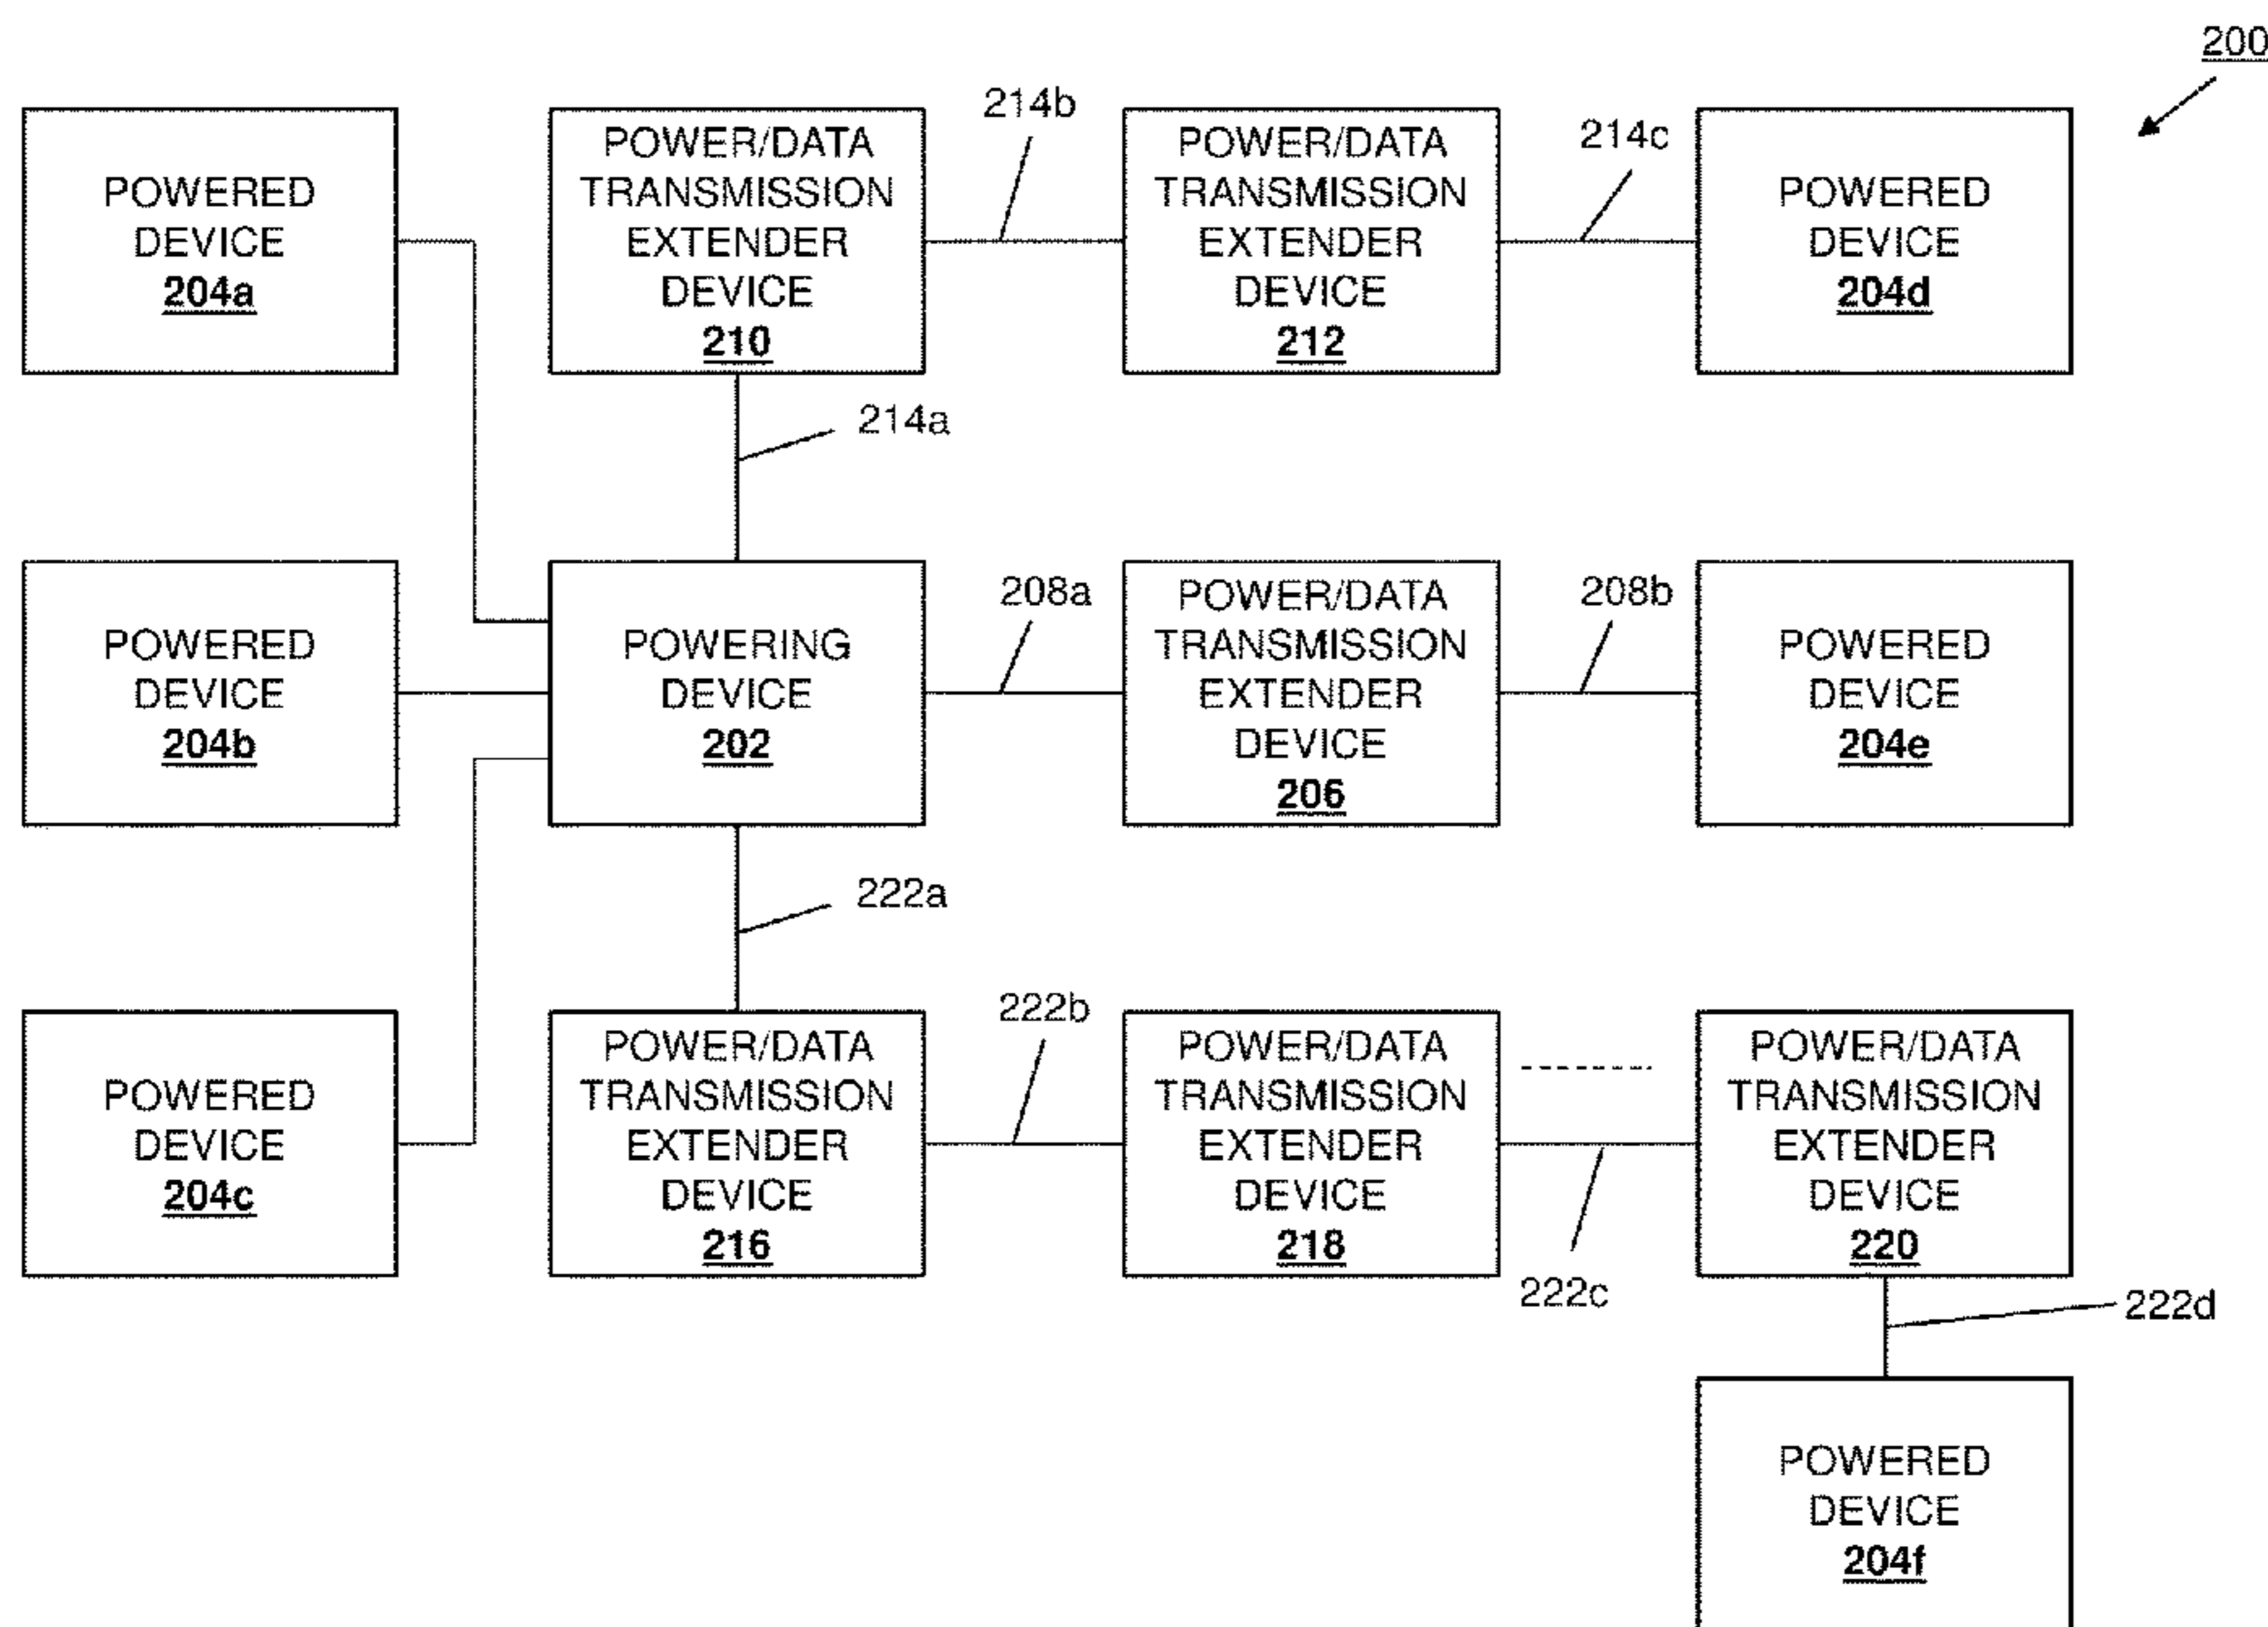 200
POWERED
DEVICE
204a
POWER/DATA
TRANSMISSION
EXTENDER
DEVICE
210
214b
POWER/DATA
TRANSMISSION
EXTENDER
DEVICE
212
214c
POWERED
DEVICE
204d
214a
POWERED
DEVICE
204b
POWERING
DEVICE
202
208a
POWER/DATA
TRANSMISSION
EXTENDER
DEVICE
206
208b
POWERED
DEVICE
204e
222a
POWERED
DEVICE
204c
POWER/DATA
TRANSMISSION
EXTENDER
DEVICE
216
222b
POWER/DATA
TRANSMISSION
EXTENDER
DEVICE
218
222c
POWER/DATA
TRANSMISSION
EXTENDER
DEVICE
220
222d
POWERED
DEVICE
204f